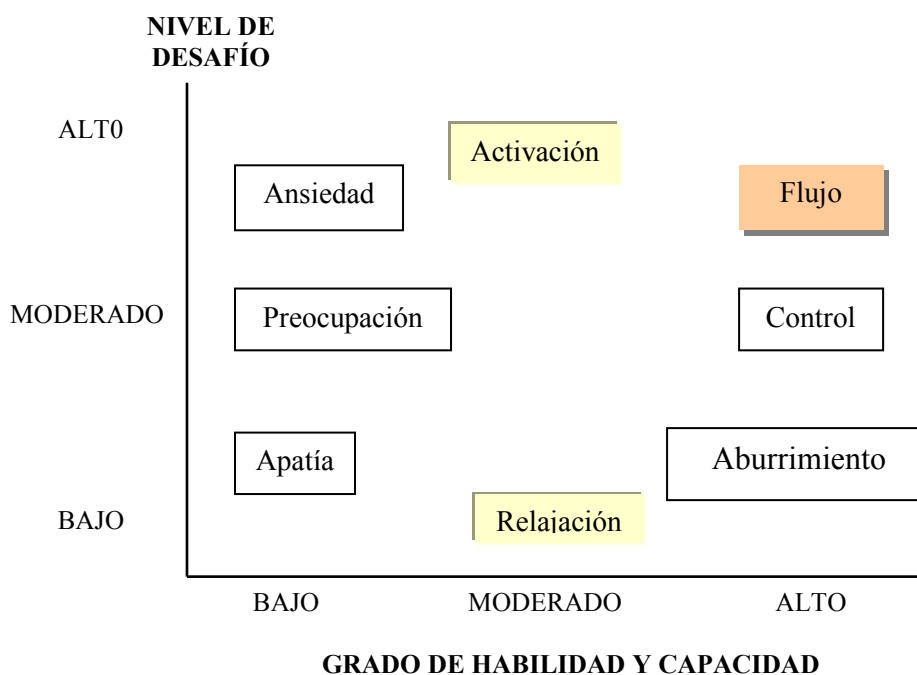 NIVEL DE
DESAFÍO
ALT0
Activación
Ansiedad
Flujo
MODERADO
Preocupación
Control
Apatía
Aburrimiento
BAJO
Relajación
BAJO
MODERADO
ALTO
GRADO DE HABILIDAD Y CAPACIDAD